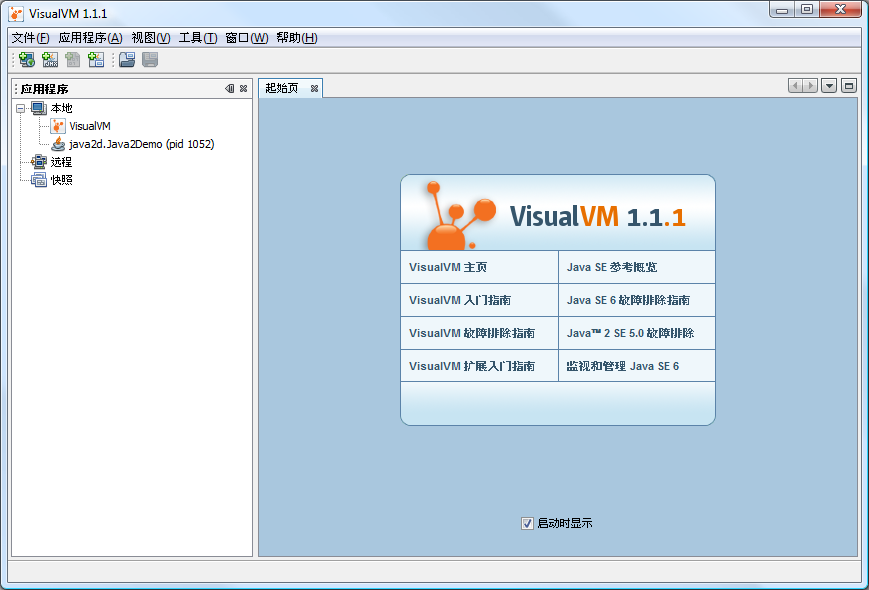 VisualVM 1.1.1
文件(F) 应用程序(A) 视图(V) 工具(T) 窗口(W) 帮助(H)
应用程序
起始页
本地
VisualVM
java2d.Java2Demo (pid 1052)
远程
快照
VisualVM 1.1.1
VisualVM 主页
Java SE 参考概览
VisualVM 入门指南
Java SE 6 故障排除指南
VisualVM 故障排除指南
Java™ 2 SE 5.0 故障排除
VisualVM 扩展入门指南
监视和管理 Java SE 6
启动时显示